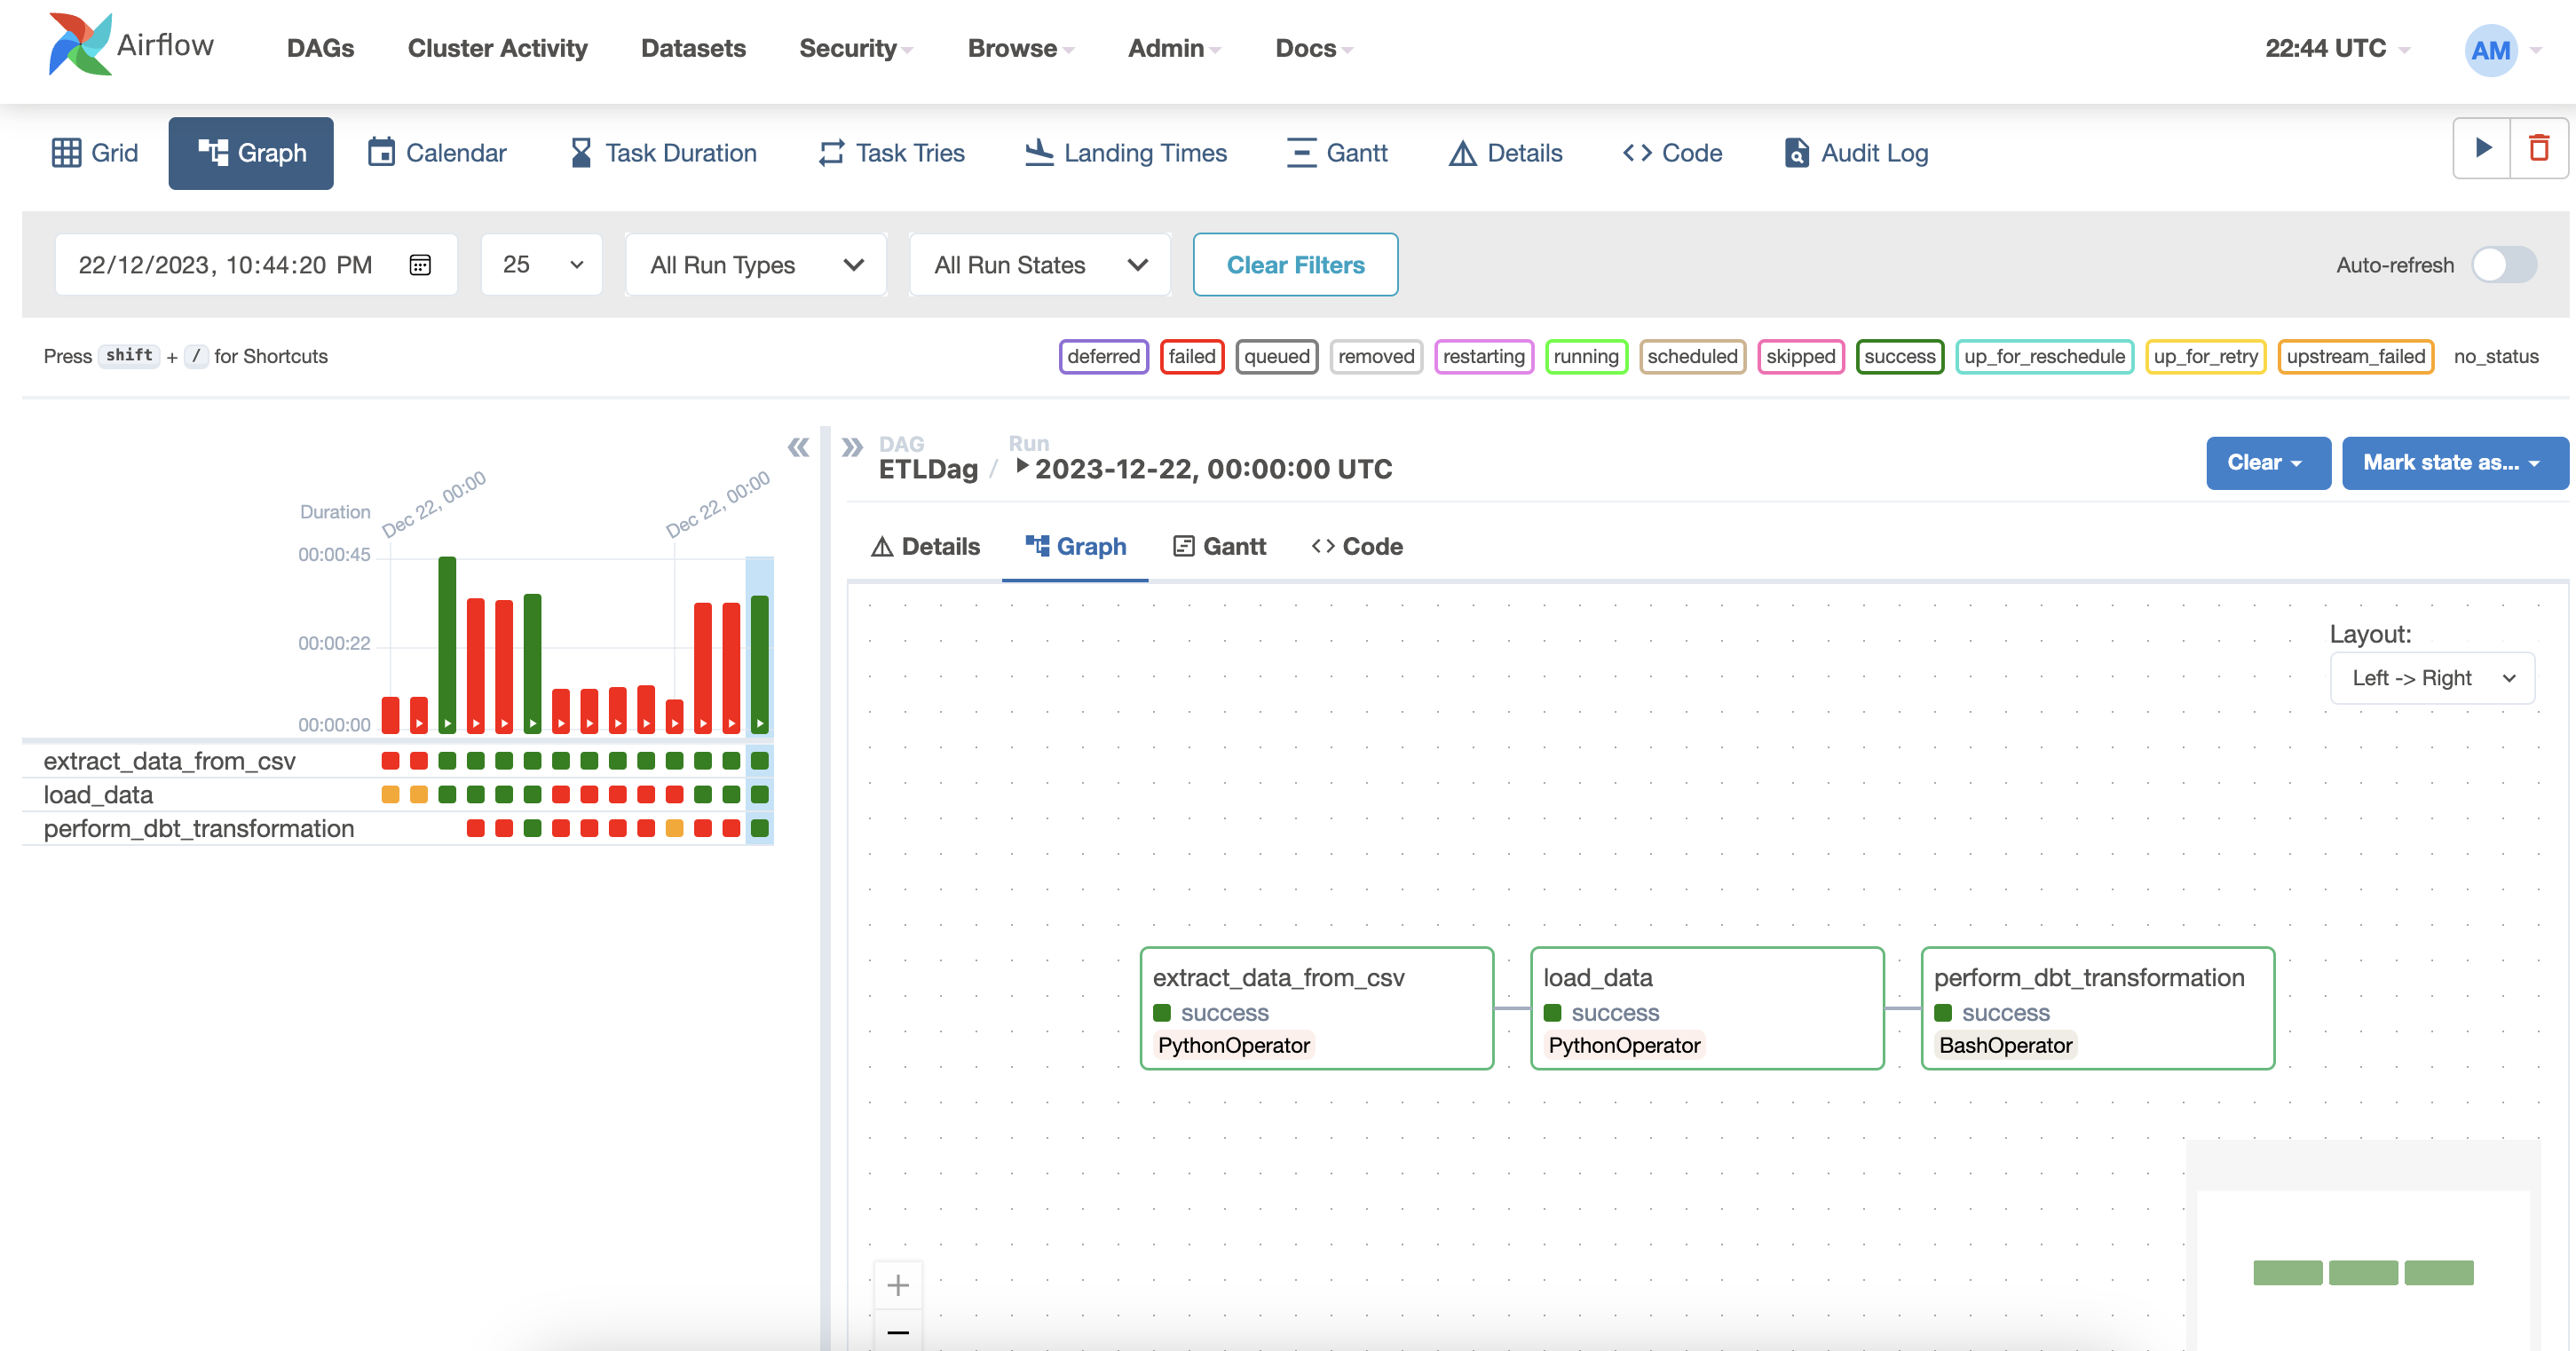 Airflow DAGs Cluster Activity Datasets Security Browse Admin Docs 22:44 UTC AM
Grid Graph Calendar Task Duration Task Tries Landing Times Gantt Details <> Code Audit Log
22/12/2023, 10:44:20 PM 25 All Run Types All Run States Clear Filters Auto-refresh
Press shift + / for Shortcuts deferred failed queued removed restarting running scheduled skipped success up_for_reschedule up_for_retry upstream_failed no_status
Duration
Dec 22, 00:00
Dec 22, 00:00
00:00:45
00:00:22
00:00:00
extract_data_from_csv
load_data
perform_dbt_transformation
DAG Run
ETLDag / 2023-12-22, 00:00:00 UTC
Clear Mark state as...
Details Graph Gantt <> Code
Layout:
Left -> Right
extract_data_from_csv
success
PythonOperator
load_data
success
PythonOperator
perform_dbt_transformation
success
BashOperator